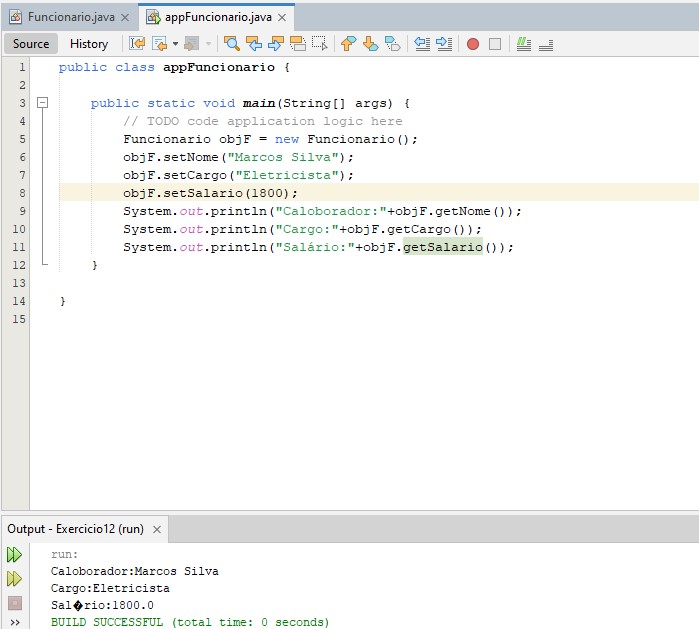 Funcionario.java × appFuncionario.java ×
Source History
1 public class appFuncionario {
2
3 public static void main(String[] args) {
4 // TODO code application logic here
5 Funcionario objF = new Funcionario();
6 objF.setNome("Marcos Silva");
7 objF.setCargo("Eletricista");
8 objF.setSalario(1800);
9 System.out.println("Caloborador:"+objF.getNome());
10 System.out.println("Cargo:"+objF.getCargo());
11 System.out.println("Salário:"+objF.getSalario());
12 }
13
14 }
15
Output - Exercicio12 (run) ×
run:
Caloborador:Marcos Silva
Cargo:Eletricista
Sal�rio:1800.0
BUILD SUCCESSFUL (total time: 0 seconds)